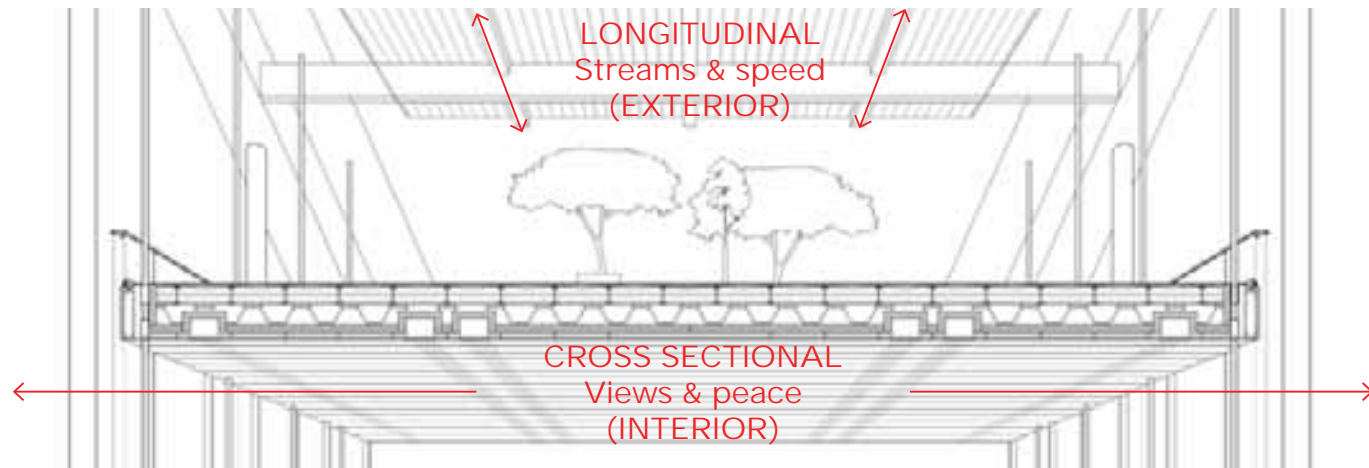 LONGITUDINAL
Streams & speed
(EXTERIOR)
CROSS SECTIONAL
Views & peace
(INTERIOR)